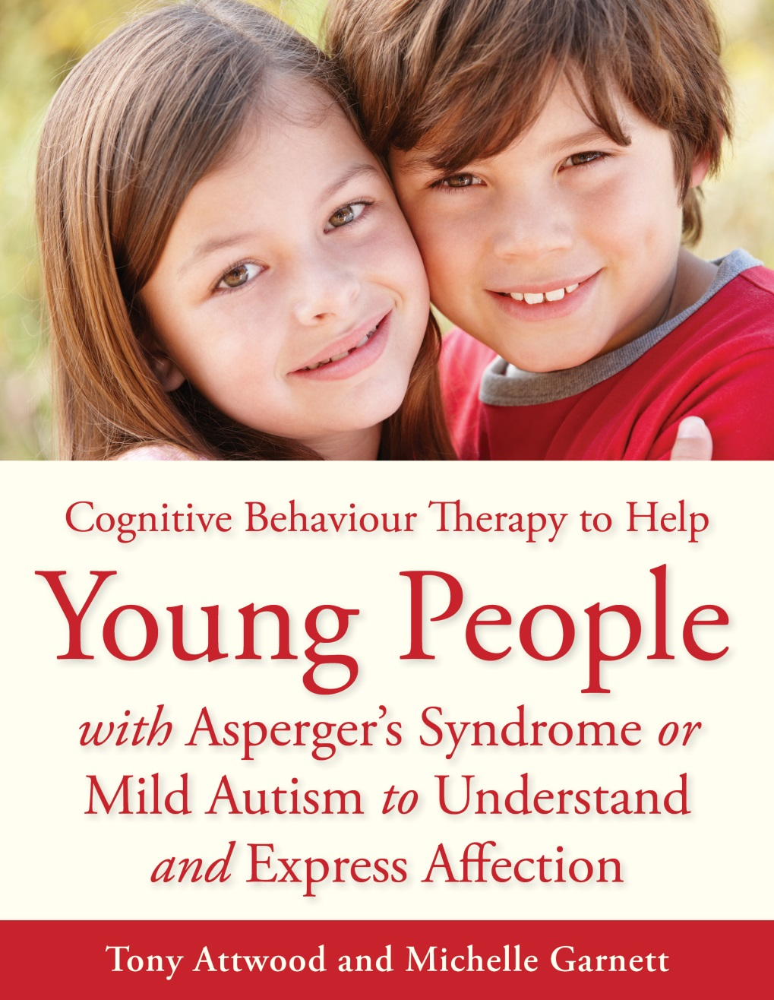 Cognitive Behaviour Therapy to Help
Young People
with Asperger’s Syndrome or
Mild Autism to Understand
and Express Affection
Tony Attwood and Michelle Garnett